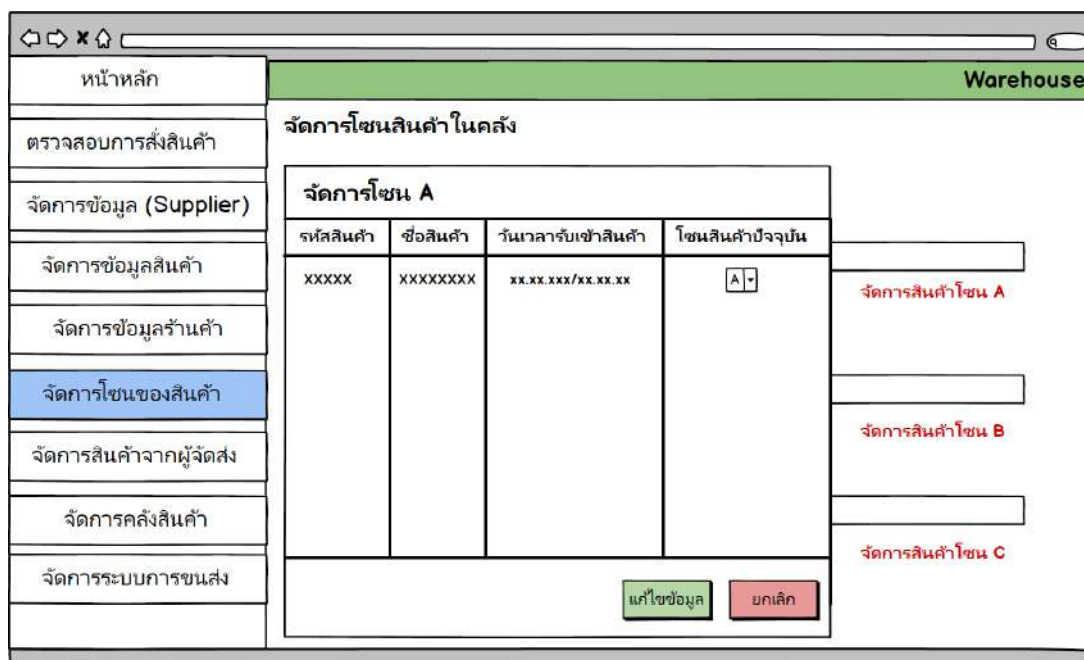 Warehouse
หน้าหลัก
ตรวจสอบการสั่งสินค้า
จัดการข้อมูล (Supplier)
จัดการข้อมูลสินค้า
จัดการข้อมูลร้านค้า
จัดการโซนของสินค้า
จัดการสินค้าจากผู้จัดส่ง
จัดการคลังสินค้า
จัดการระบบการขนส่ง
จัดการโซนสินค้าในคลัง
จัดการโซน A
รหัสสินค้า ชื่อสินค้า วันเวลารับเข้าสินค้า โซนสินค้าปัจจุบัน
xxxxx xxxxxxxx xx.xx.xxx/xx.xx.xx A
แก้ไขข้อมูล ยกเลิก
จัดการสินค้าโซน A
จัดการสินค้าโซน B
จัดการสินค้าโซน C